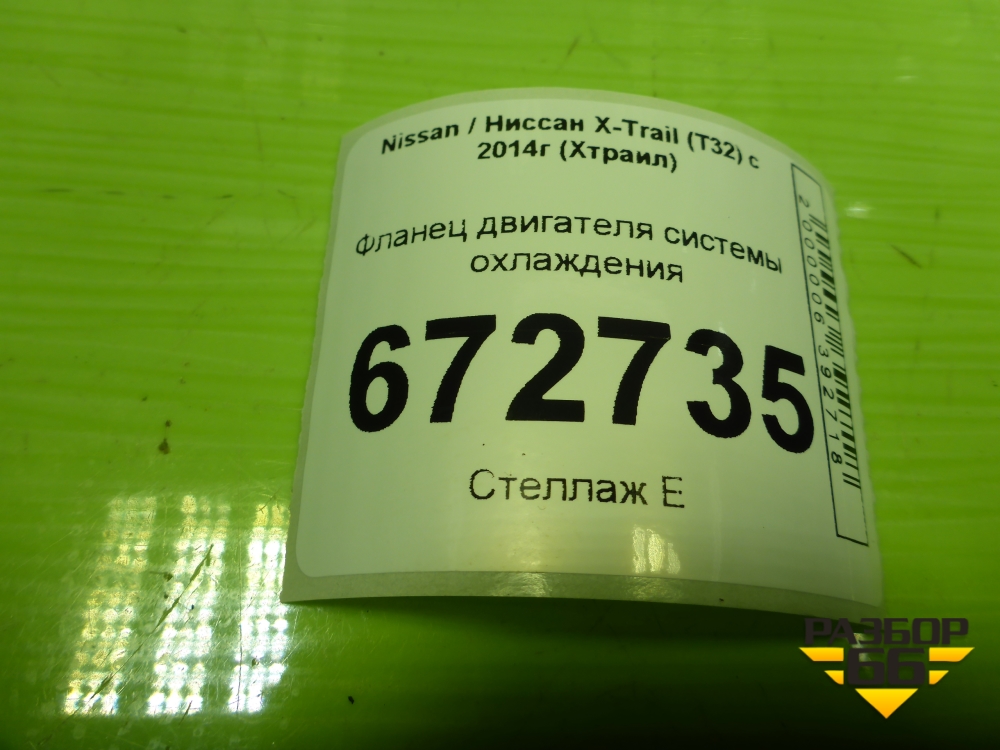 Nissan / Ниссан X-Trail (T32) с
2014г (Хтраил)
Фланец двигателя системы
охлаждения
672735
Стеллаж Е
2000006392718
РАЗБОР
66